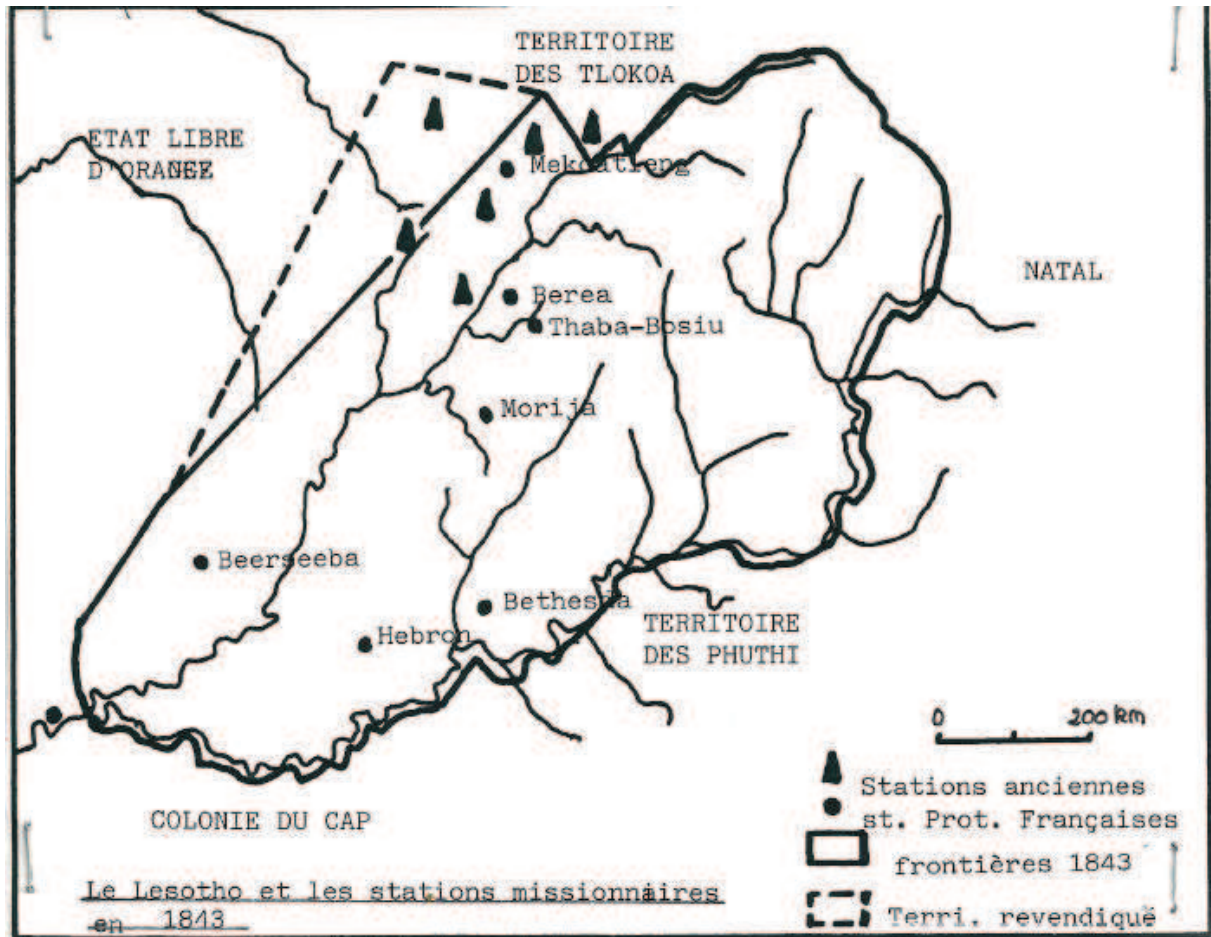 TERRITOIRE
DES TLOKOA
ETAT LIBRE
D'ORANGE
Mekoatleng
NATAL
Berea
Thaba-Bosiu
Morija
Beerseeba
Bethesda
Hebron
TERRITOIRE
DES PHUTHI
0 200 km
COLONIE DU CAP
Stations anciennes
st. Prot. Françaises
frontières 1843
Terri. revendiqué
Le Lesotho et les stations missionnaires
en 1843